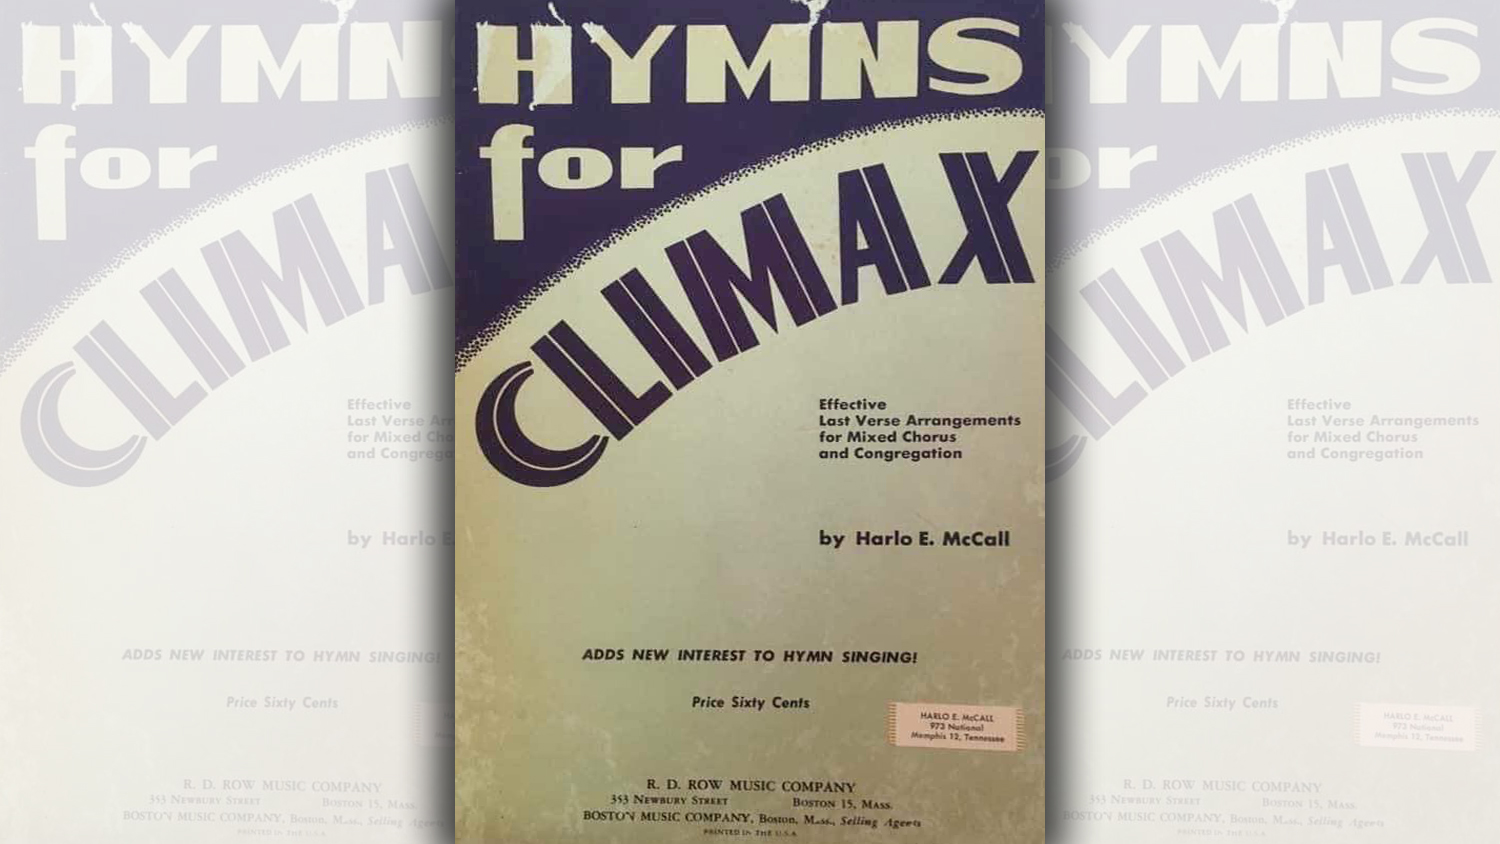 HYMNS
for
CLIMAX
Effective
Last Verse Arrangements
for Mixed Chorus
and Congregation
by Harlo E. McCall
ADDS NEW INTEREST TO HYMN SINGING!
Price Sixty Cents
HARLO E. McCALL
973 National
Memphis 12, Tennessee
R. D. ROW MUSIC COMPANY
353 NEWBURY STREET BOSTON 15, MASS.
BOSTON MUSIC COMPANY, Boston, Mass., Selling Agents
PRINTED IN THE U.S.A.